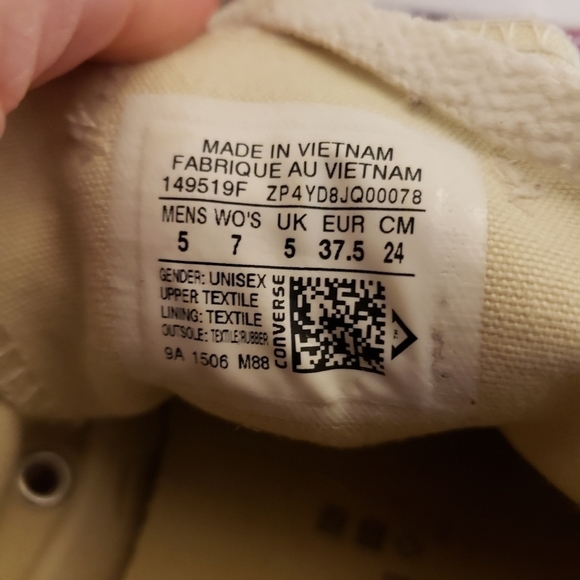 MADE IN VIETNAM
FABRIQUE AU VIETNAM
149519F ZP4YD8JQ00078
MENS WO'S UK EUR CM
5 7 5 37.5 24
GENDER: UNISEX
UPPER TEXTILE
LINING: TEXTILE
OUTSOLE: TEXTILE/RUBBER
9A 1506 M88
CONVERSE